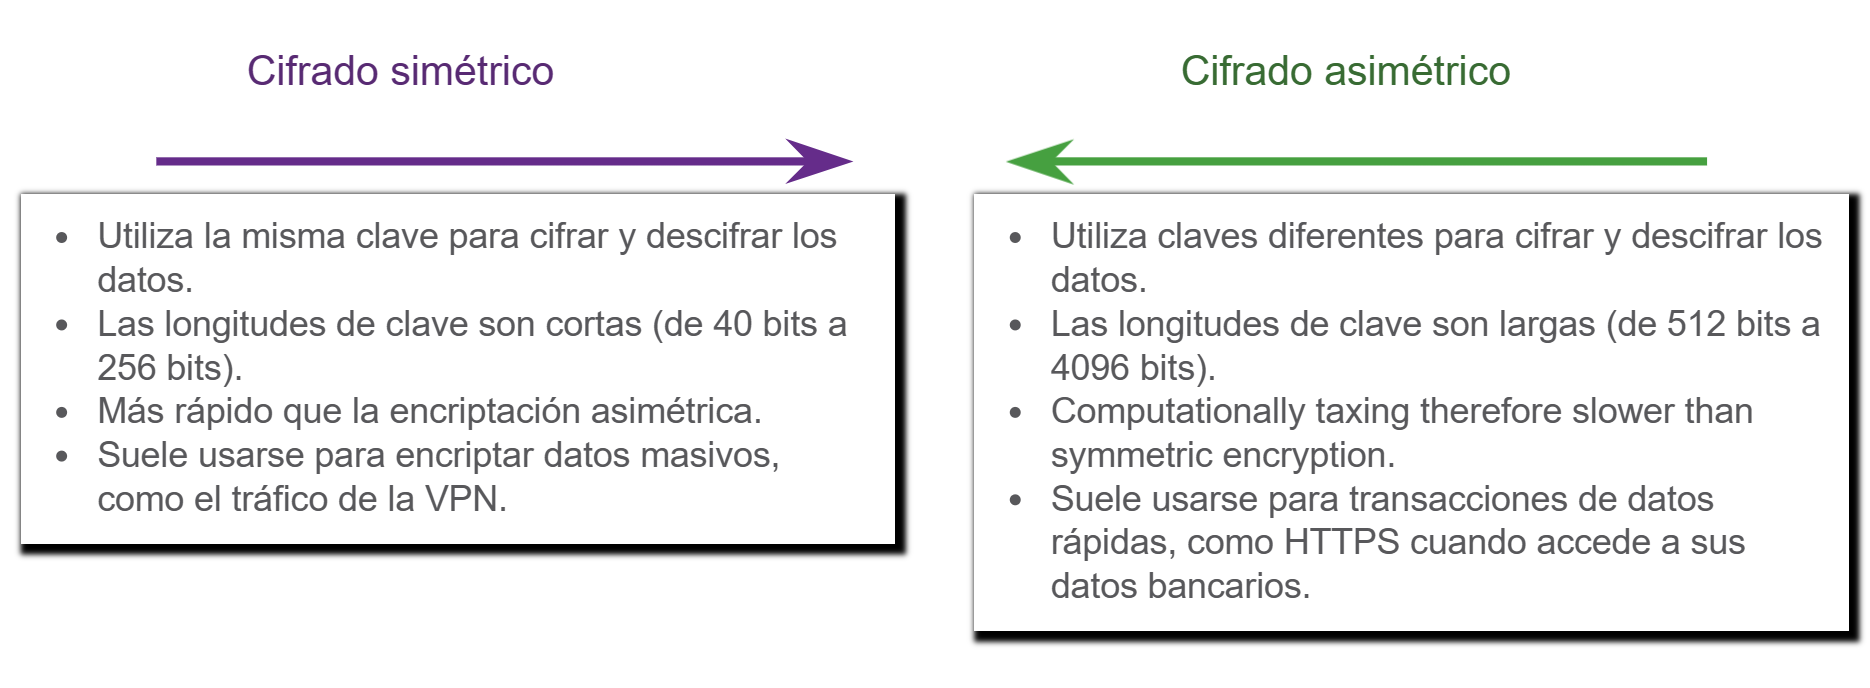 Cifrado simétrico
• Utiliza la misma clave para cifrar y descifrar los
datos.
• Las longitudes de clave son cortas (de 40 bits a
256 bits).
• Más rápido que la encriptación asimétrica.
• Suele usarse para encriptar datos masivos,
como el tráfico de la VPN.
Cifrado asimétrico
• Utiliza claves diferentes para cifrar y descifrar los
datos.
• Las longitudes de clave son largas (de 512 bits a
4096 bits).
• Computationally taxing therefore slower than
symmetric encryption.
• Suele usarse para transacciones de datos
rápidas, como HTTPS cuando accede a sus
datos bancarios.